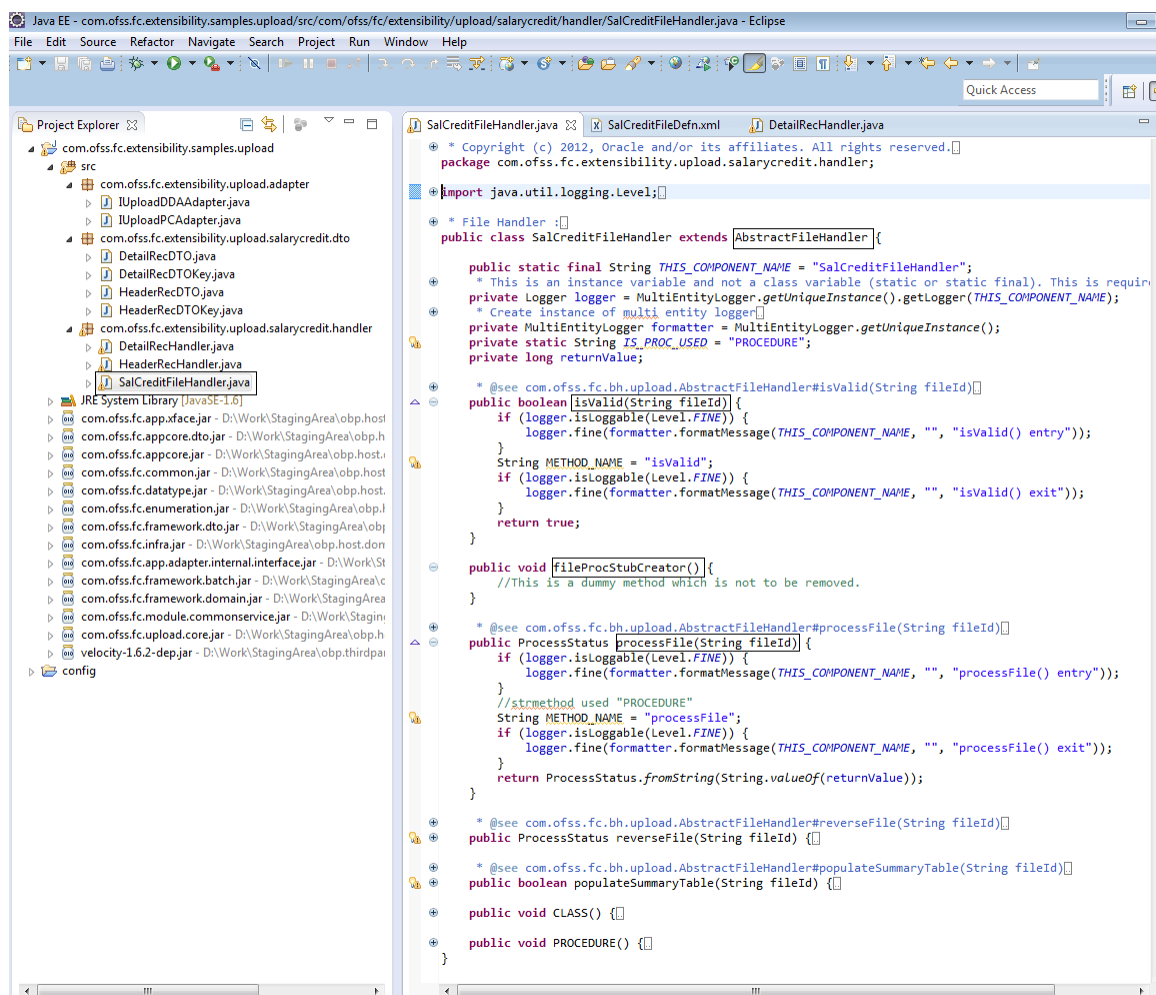 Java EE - com.ofss.fc.extensibility.samples.upload/src/com/ofss/fc/extensibility/upload/salarycredit/handler/SalCreditFileHandler.java - Eclipse
File Edit Source Refactor Navigate Search Project Run Window Help
Quick Access
Project Explorer
com.ofss.fc.extensibility.samples.upload
src
com.ofss.fc.extensibility.upload.adapter
IUploadDDAAdapter.java
IUploadPCAdapter.java
com.ofss.fc.extensibility.upload.salarycredit.dto
DetailRecDTO.java
DetailRecDTOKey.java
HeaderRecDTO.java
HeaderRecDTOKey.java
com.ofss.fc.extensibility.upload.salarycredit.handler
DetailRecHandler.java
HeaderRecHandler.java
SalCreditFileHandler.java
JRE System Library [JavaSE-1.6]
com.ofss.fc.app.xface.jar - D:\Work\StagingArea\obp.host
com.ofss.fc.appcore.dto.jar - D:\Work\StagingArea\obp.h
com.ofss.fc.appcore.jar - D:\Work\StagingArea\obp.host.
com.ofss.fc.common.jar - D:\Work\StagingArea\obp.host
com.ofss.fc.datatype.jar - D:\Work\StagingArea\obp.host.
com.ofss.fc.enumeration.jar - D:\Work\StagingArea\obp.
com.ofss.fc.framework.dto.jar - D:\Work\StagingArea\obp
com.ofss.fc.infra.jar - D:\Work\StagingArea\obp.host.dom
com.ofss.fc.app.adapter.internal.interface.jar - D:\Work\St
com.ofss.fc.framework.batch.jar - D:\Work\StagingArea\
com.ofss.fc.framework.domain.jar - D:\Work\StagingArea
com.ofss.fc.module.commonservice.jar - D:\Work\Staging
com.ofss.fc.upload.core.jar - D:\Work\StagingArea\obp.h
velocity-1.6.2-dep.jar - D:\Work\StagingArea\obp.thirdpar
config
SalCreditFileHandler.java SalCreditFileDefn.xml DetailRecHandler.java
* Copyright (c) 2012, Oracle and/or its affiliates. All rights reserved.
package com.ofss.fc.extensibility.upload.salarycredit.handler;
import java.util.logging.Level;
* File Handler :
public class SalCreditFileHandler extends AbstractFileHandler {
public static final String THIS_COMPONENT_NAME = "SalCreditFileHandler";
* This is an instance variable and not a class variable (static or static final). This is requir
private Logger logger = MultiEntityLogger.getUniqueInstance().getLogger(THIS_COMPONENT_NAME);
* Create instance of multi entity logger
private MultiEntityLogger formatter = MultiEntityLogger.getUniqueInstance();
private static String IS_PROC_USED = "PROCEDURE";
private long returnValue;
* @see com.ofss.fc.bh.upload.AbstractFileHandler#isValid(String fileId)
public boolean isValid(String fileId) {
if (logger.isLoggable(Level.FINE)) {
logger.fine(formatter.formatMessage(THIS_COMPONENT_NAME, "", "isValid() entry"));
}
String METHOD_NAME = "isValid";
if (logger.isLoggable(Level.FINE)) {
logger.fine(formatter.formatMessage(THIS_COMPONENT_NAME, "", "isValid() exit"));
}
return true;
}
public void fileProcStubCreator() {
//This is a dummy method which is not to be removed.
}
* @see com.ofss.fc.bh.upload.AbstractFileHandler#processFile(String fileId)
public ProcessStatus processFile(String fileId) {
if (logger.isLoggable(Level.FINE)) {
logger.fine(formatter.formatMessage(THIS_COMPONENT_NAME, "", "processFile() entry"));
}
//strmethod used "PROCEDURE"
String METHOD_NAME = "processFile";
if (logger.isLoggable(Level.FINE)) {
logger.fine(formatter.formatMessage(THIS_COMPONENT_NAME, "", "processFile() exit"));
}
return ProcessStatus.fromString(String.valueOf(returnValue));
}
* @see com.ofss.fc.bh.upload.AbstractFileHandler#reverseFile(String fileId)
public ProcessStatus reverseFile(String fileId) {
* @see com.ofss.fc.bh.upload.AbstractFileHandler#populateSummaryTable(String fileId)
public boolean populateSummaryTable(String fileId) {
public void CLASS() {
public void PROCEDURE() {
}